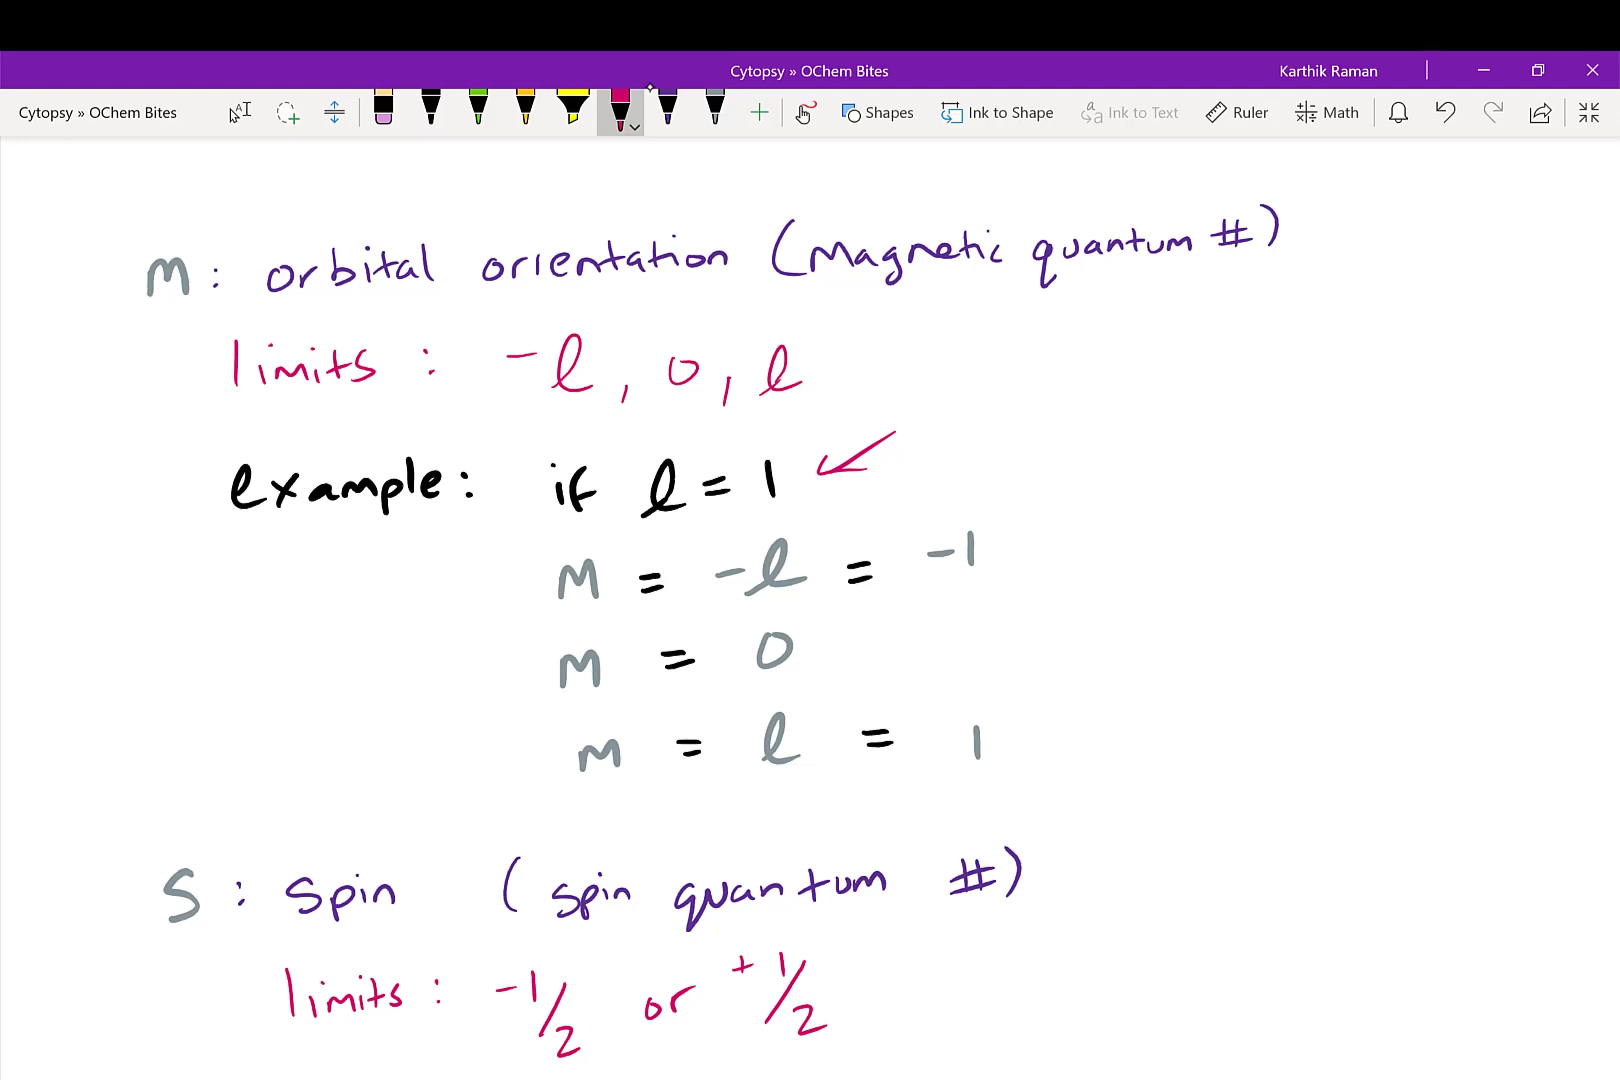 Cytopsy » OChem Bites
Karthik Raman
Cytopsy » OChem Bites
Shapes
Ink to Shape
Ink to Text
Ruler
Math
m: orbital orientation (magnetic quantum #)
limits: -l, 0, l
example: if l = 1
m = -l = -1
m = 0
m = l = 1
S: spin (spin quantum #)
limits: -1/2 or +1/2